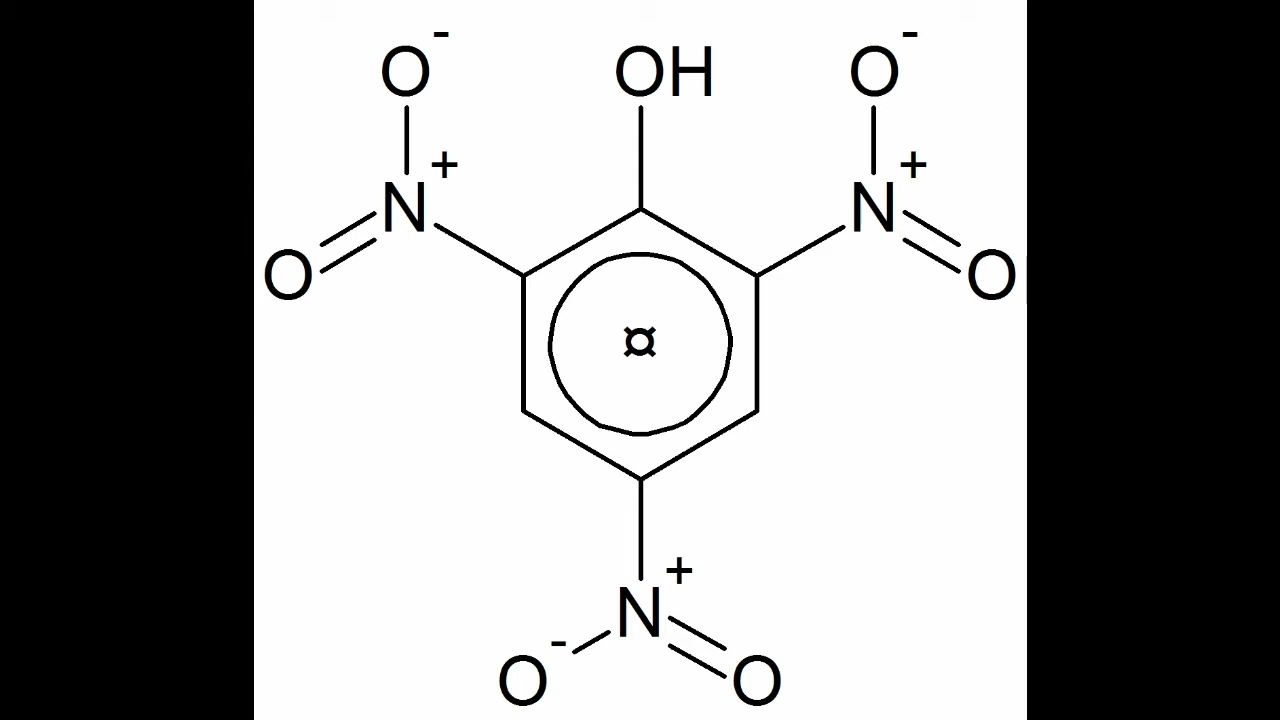 O- OH O-
N+ N+
O O
¤
N+
O- O